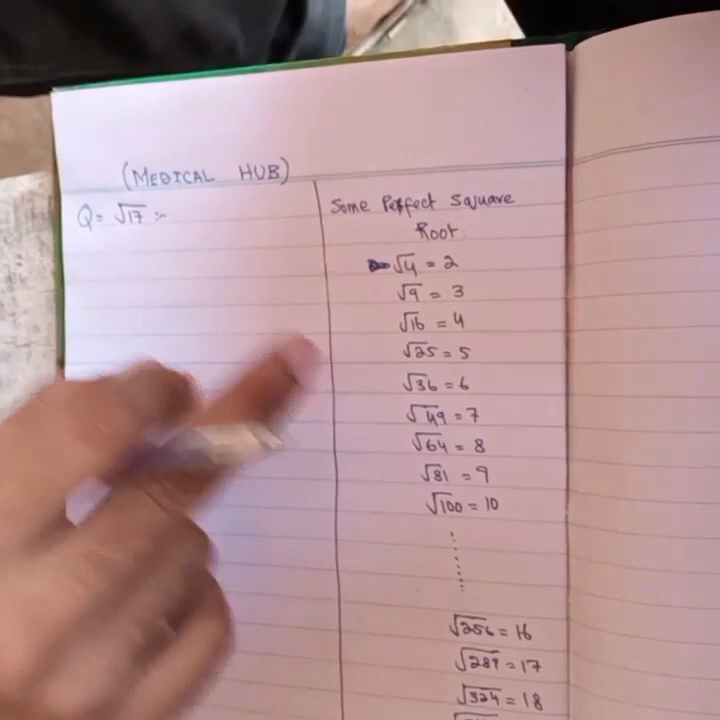 (MEDICAL HUB)
Q= √17 :-
Some Perfect Square
Root
√4 = 2
√9 = 3
√16 = 4
√25 = 5
√36 = 6
√49 = 7
√64 = 8
√81 = 9
√100 = 10
√256 = 16
√289 = 17
√324 = 18